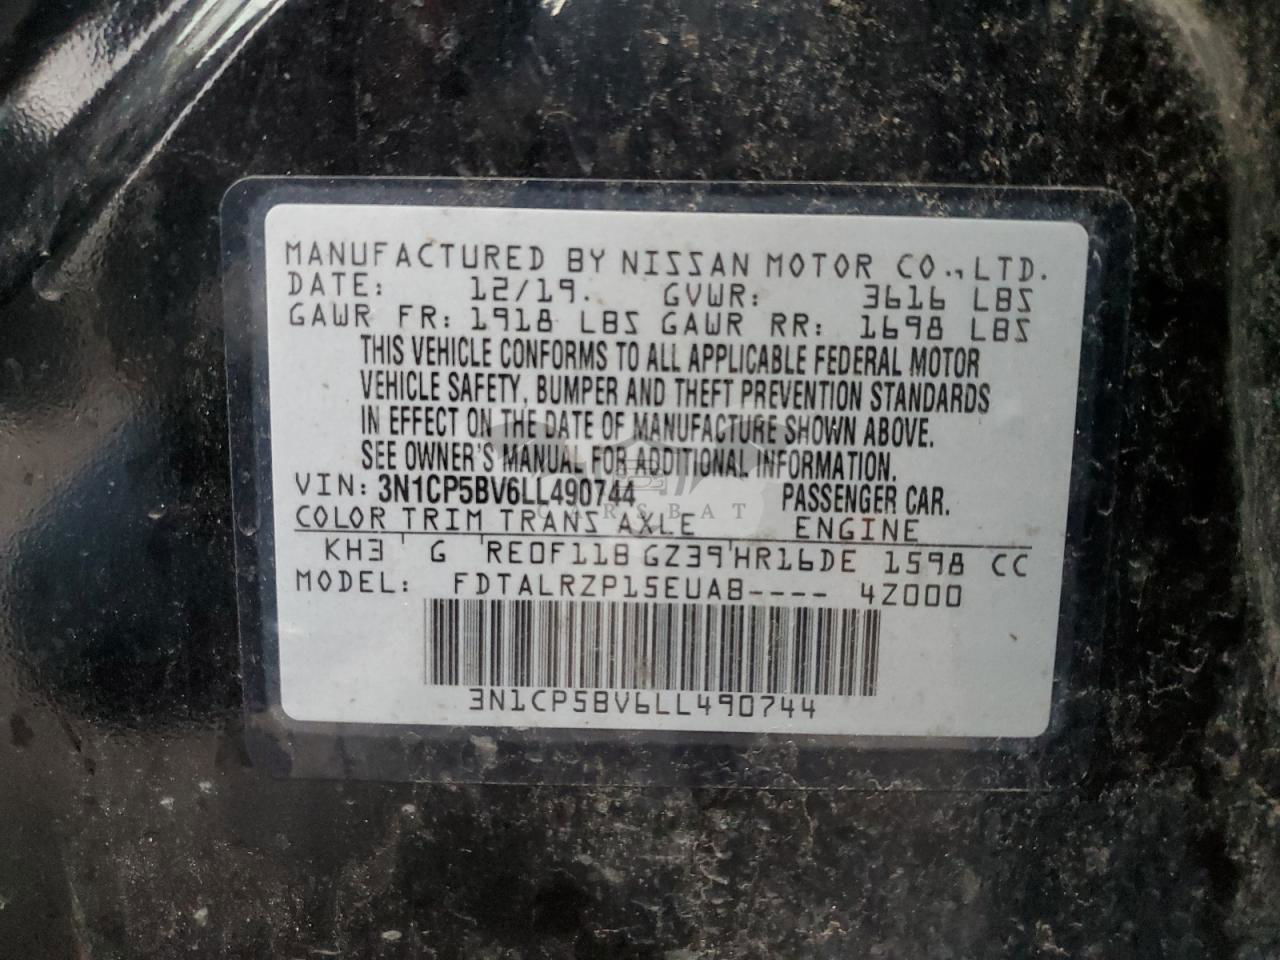 MANUFACTURED BY NISSAN MOTOR CO., LTD.
DATE: 12/19. GVWR: 3616 LBS
GAWR FR: 1918 LBS GAWR RR: 1698 LBS
THIS VEHICLE CONFORMS TO ALL APPLICABLE FEDERAL MOTOR
VEHICLE SAFETY, BUMPER AND THEFT PREVENTION STANDARDS
IN EFFECT ON THE DATE OF MANUFACTURE SHOWN ABOVE.
SEE OWNER'S MANUAL FOR ADDITIONAL INFORMATION.
VIN: 3N1CP5BV6LL490744 PASSENGER CAR.
CARSBAT
COLOR TRIM TRANS AXLE ENGINE
KH3 ' G ' RE0F11B GZ39 ' HR16DE 1598 CC
MODEL: FDTALRZP15EUA8---- 4Z000
3N1CP5BV6LL490744